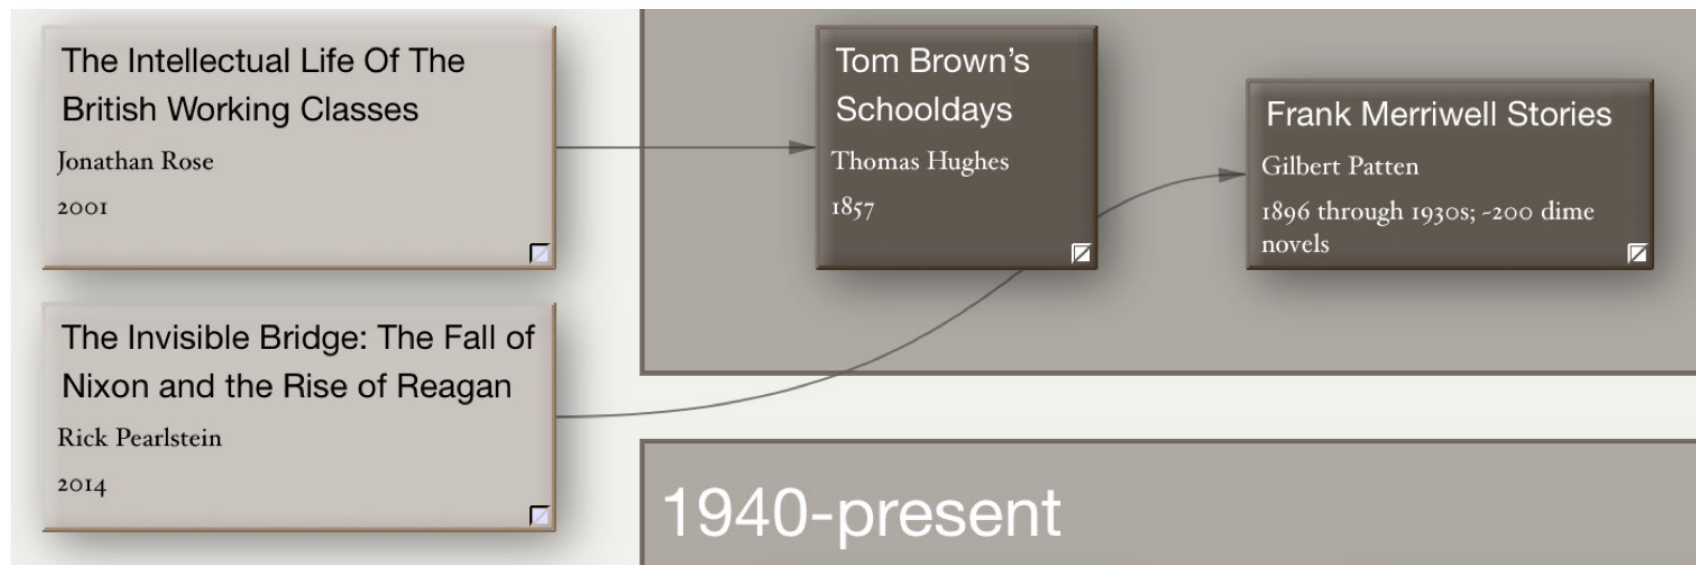 The Intellectual Life Of The
British Working Classes
Jonathan Rose
2001
Tom Brown’s
Schooldays
Thomas Hughes
1857
Frank Merriwell Stories
Gilbert Patten
1896 through 1930s; ~200 dime
novels
The Invisible Bridge: The Fall of
Nixon and the Rise of Reagan
Rick Pearlstein
2014
1940-present